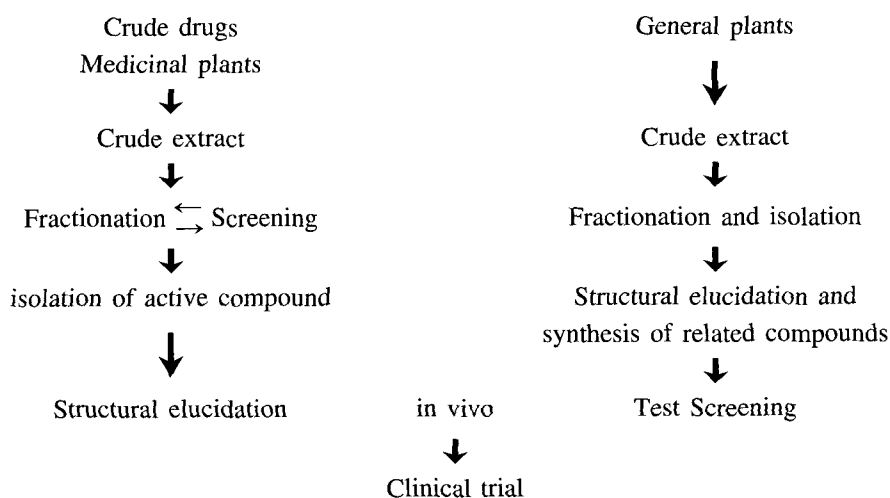 Crude drugs
Medicinal plants
Crude extract
Fractionation Screening
isolation of active compound
Structural elucidation
General plants
Crude extract
Fractionation and isolation
Structural elucidation and
synthesis of related compounds
Test Screening
in vivo
Clinical trial